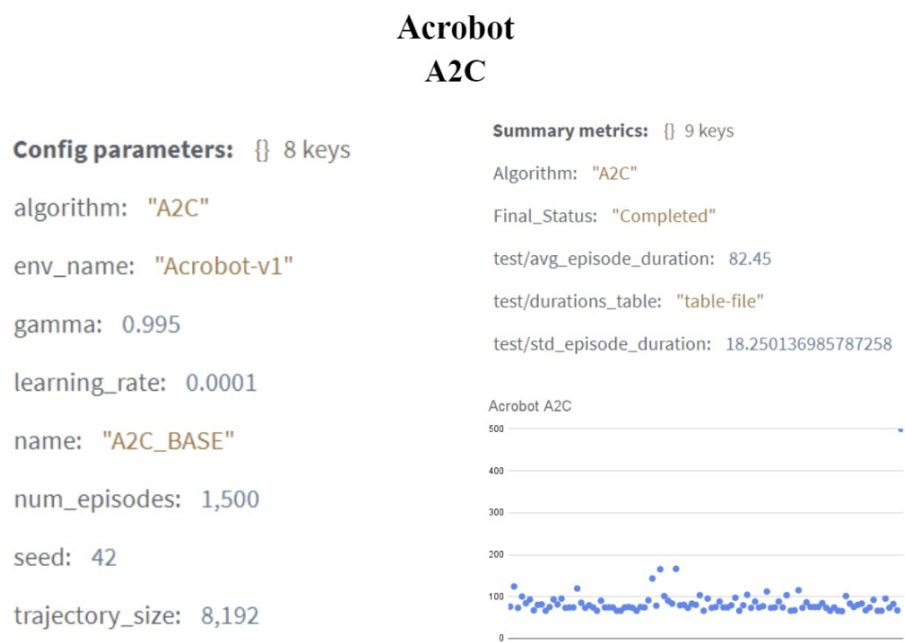 Acrobot
A2C
Config parameters: {} 8 keys
algorithm: "A2C"
env_name: "Acrobot-v1"
gamma: 0.995
learning_rate: 0.0001
name: "A2C_BASE"
num_episodes: 1,500
seed: 42
trajectory_size: 8,192
Summary metrics: {} 9 keys
Algorithm: "A2C"
Final_Status: "Completed"
test/avg_episode_duration: 82.45
test/durations_table: "table-file"
test/std_episode_duration: 18.250136985787258
Acrobot A2C
500
400
300
200
100
0